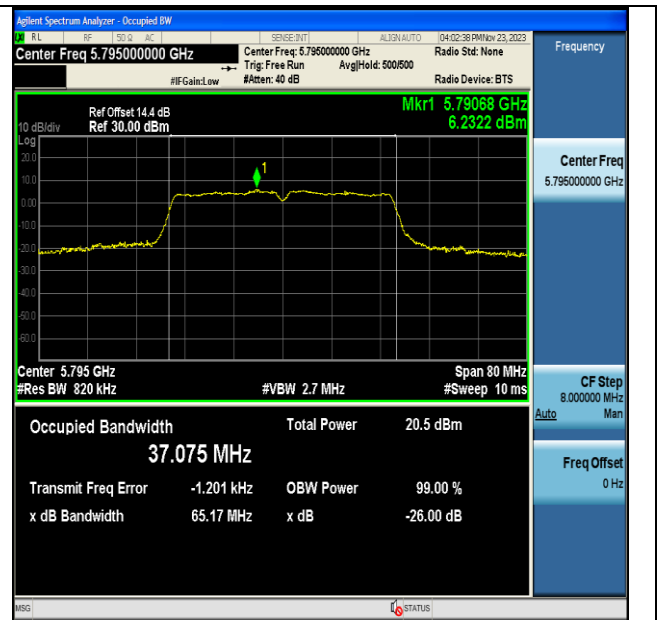 Agilent Spectrum Analyzer - Occupied BW
RL RF 50 Ω AC SENSE:INT ALIGN AUTO 04:02:38 PM Nov 23, 2023
Center Freq 5.795000000 GHz
Center Freq: 5.795000000 GHz Radio Std: None
Trig: Free Run Avg|Hold: 500/500
#IFGain:Low #Atten: 40 dB Radio Device: BTS
Frequency
Ref Offset 14.4 dB
10 dB/div Ref 30.00 dBm
Mkr1 5.79068 GHz
6.2322 dBm
Log
20.0
10.0
0.00
-10.0
-20.0
-30.0
-40.0
-50.0
-60.0
1
Center 5.795 GHz Span 80 MHz
#Res BW 820 kHz #VBW 2.7 MHz #Sweep 10 ms
Occupied Bandwidth Total Power 20.5 dBm
37.075 MHz
Transmit Freq Error -1.201 kHz OBW Power 99.00 %
x dB Bandwidth 65.17 MHz x dB -26.00 dB
Center Freq
5.795000000 GHz
CF Step
8.000000 MHz
Auto Man
Freq Offset
0 Hz
MSG STATUS